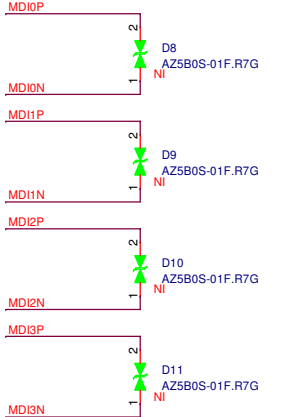 MDI0P
2
D8
AZ5B0S-01F.R7G
NI
1
MDI0N
MDI1P
2
D9
AZ5B0S-01F.R7G
NI
1
MDI1N
MDI2P
2
D10
AZ5B0S-01F.R7G
NI
1
MDI2N
MDI3P
2
D11
AZ5B0S-01F.R7G
NI
1
MDI3N